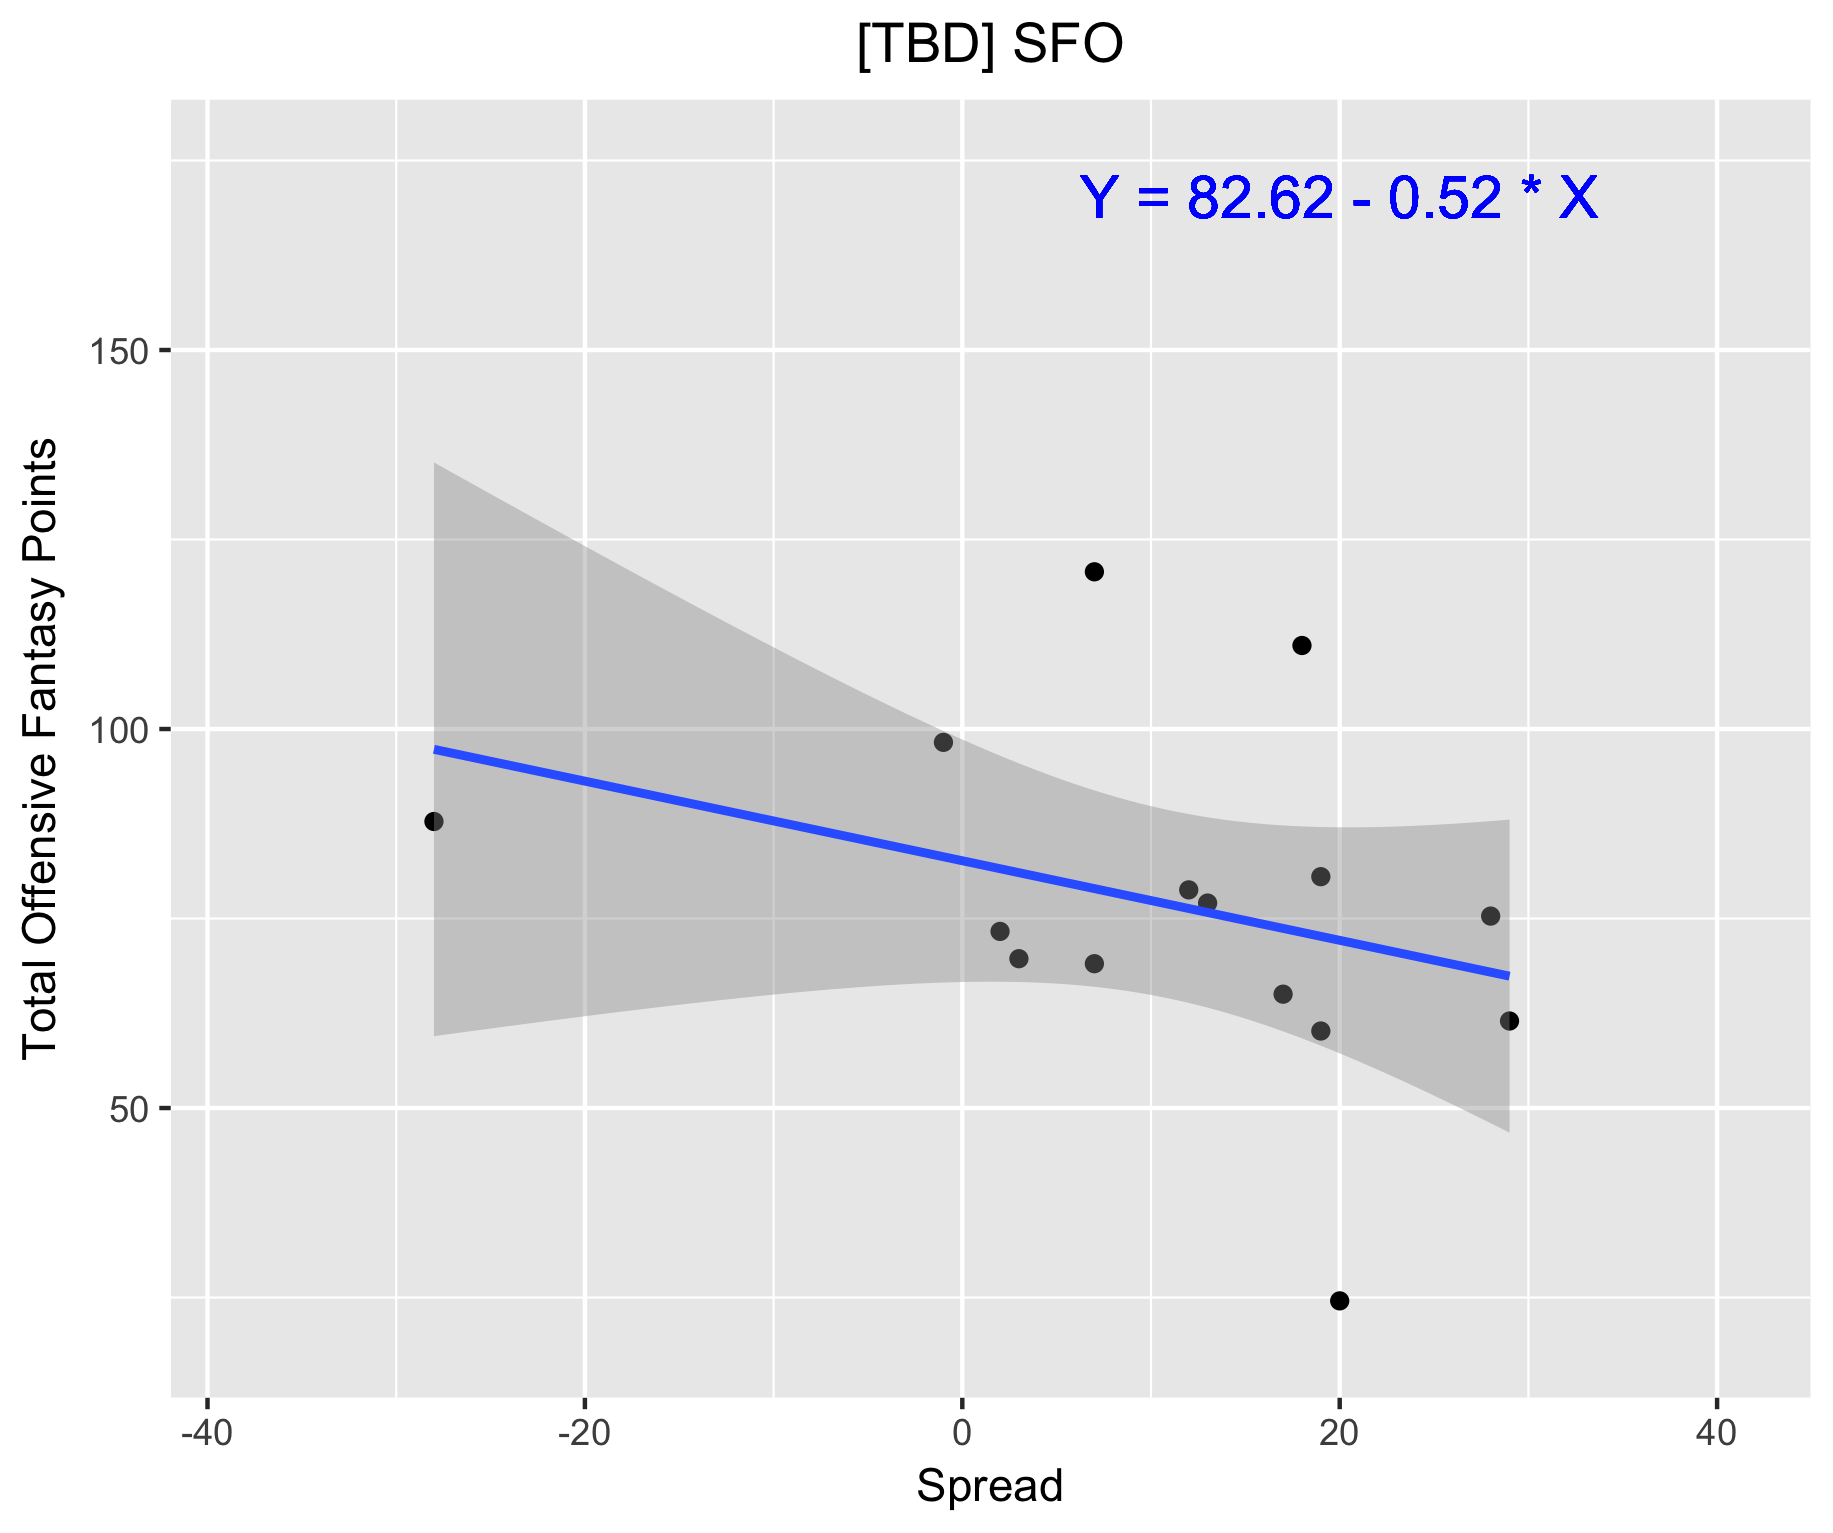 [TBD] SFO
Y = 82.62 - 0.52 * X
Total Offensive Fantasy Points
150
100
50
-40
-20
0
20
40
Spread